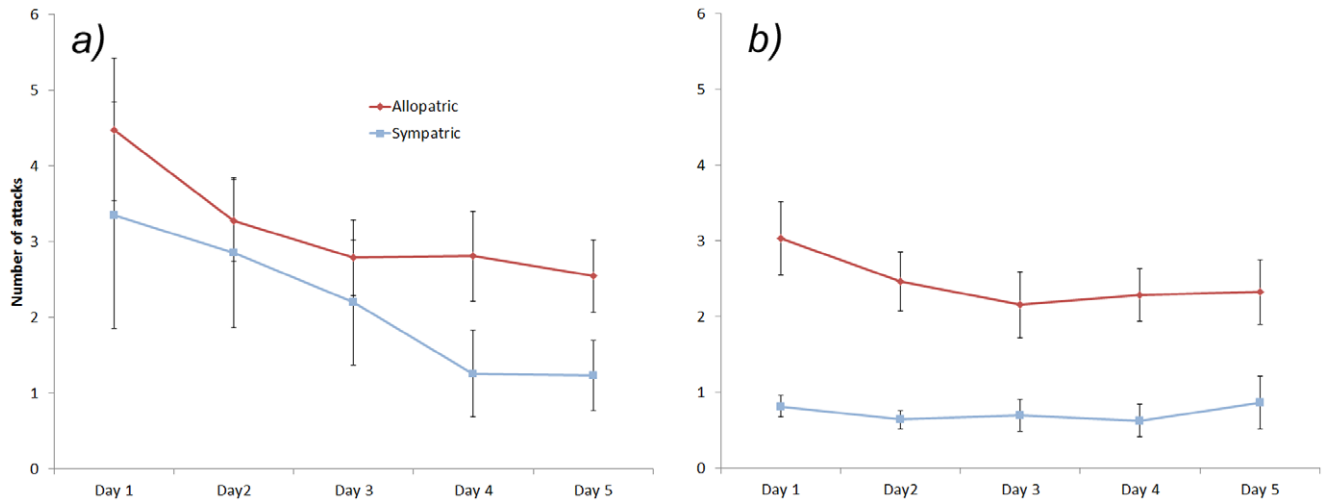 a)
b)
6
5
4
3
2
1
0
Number of attacks
Allopatric
Sympatric
Day 1
Day2
Day 3
Day 4
Day 5
6
5
4
3
2
1
0
Day 1
Day2
Day 3
Day 4
Day 5